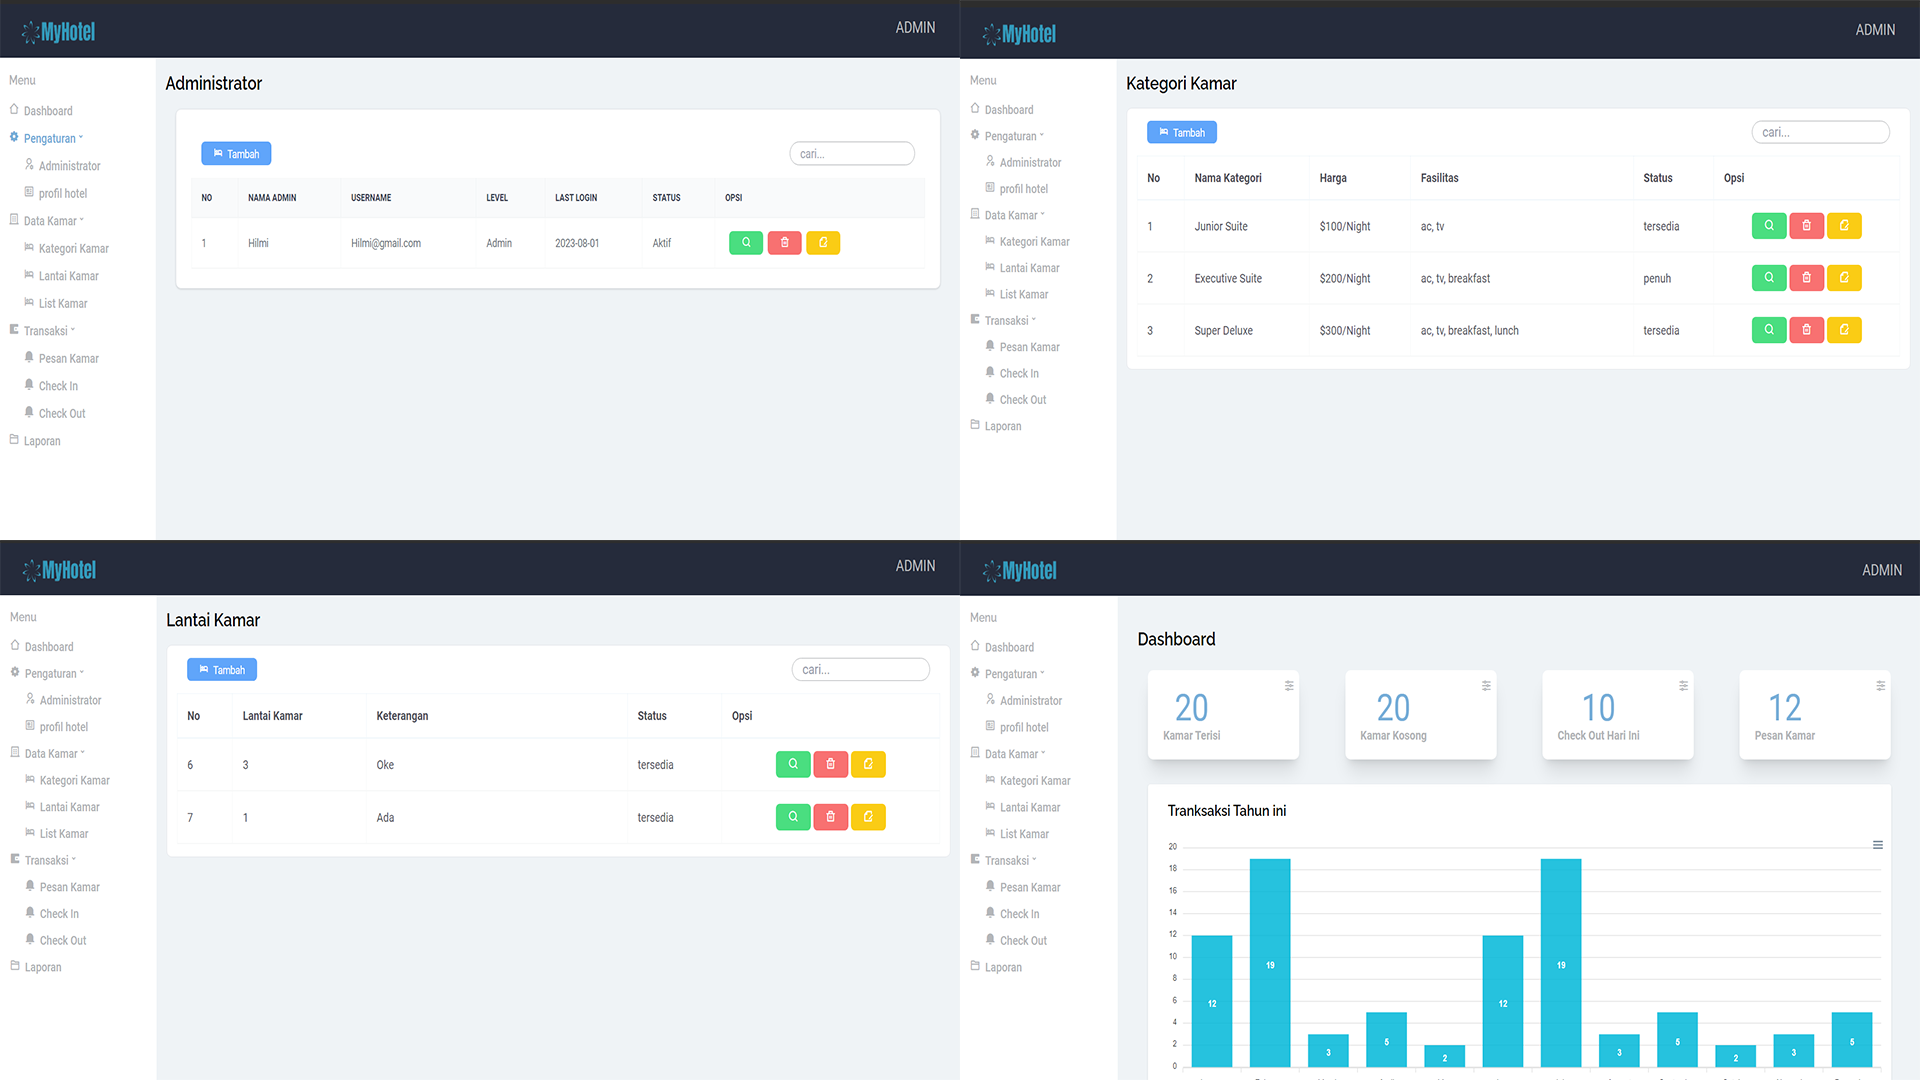 MyHotel
ADMIN
Menu
Dashboard
Pengaturan
Administrator
profil hotel
Data Kamar
Kategori Kamar
Lantai Kamar
List Kamar
Transaksi
Pesan Kamar
Check In
Check Out
Laporan
Administrator
Tambah
cari...
NO NAMA ADMIN USERNAME LEVEL LAST LOGIN STATUS OPSI
1 Hilmi Hilmi@gmail.com Admin 2023-08-01 Aktif
MyHotel
ADMIN
Menu
Dashboard
Pengaturan
Administrator
profil hotel
Data Kamar
Kategori Kamar
Lantai Kamar
List Kamar
Transaksi
Pesan Kamar
Check In
Check Out
Laporan
Kategori Kamar
Tambah
cari...
No Nama Kategori Harga Fasilitas Status Opsi
1 Junior Suite $100/Night ac, tv tersedia
2 Executive Suite $200/Night ac, tv, breakfast penuh
3 Super Deluxe $300/Night ac, tv, breakfast, lunch tersedia
MyHotel
ADMIN
Menu
Dashboard
Pengaturan
Administrator
profil hotel
Data Kamar
Kategori Kamar
Lantai Kamar
List Kamar
Transaksi
Pesan Kamar
Check In
Check Out
Laporan
Lantai Kamar
Tambah
cari...
No Lantai Kamar Keterangan Status Opsi
6 3 Oke tersedia
7 1 Ada tersedia
MyHotel
ADMIN
Menu
Dashboard
Pengaturan
Administrator
profil hotel
Data Kamar
Kategori Kamar
Lantai Kamar
List Kamar
Transaksi
Pesan Kamar
Check In
Check Out
Laporan
Dashboard
20
Kamar Terisi
20
Kamar Kosong
10
Check Out Hari Ini
12
Pesan Kamar
Tranksaksi Tahun ini
20
18
16
14
12
10
8
6
4
2
0
12 19 3 5 2 12 19 3 5 2 3 5